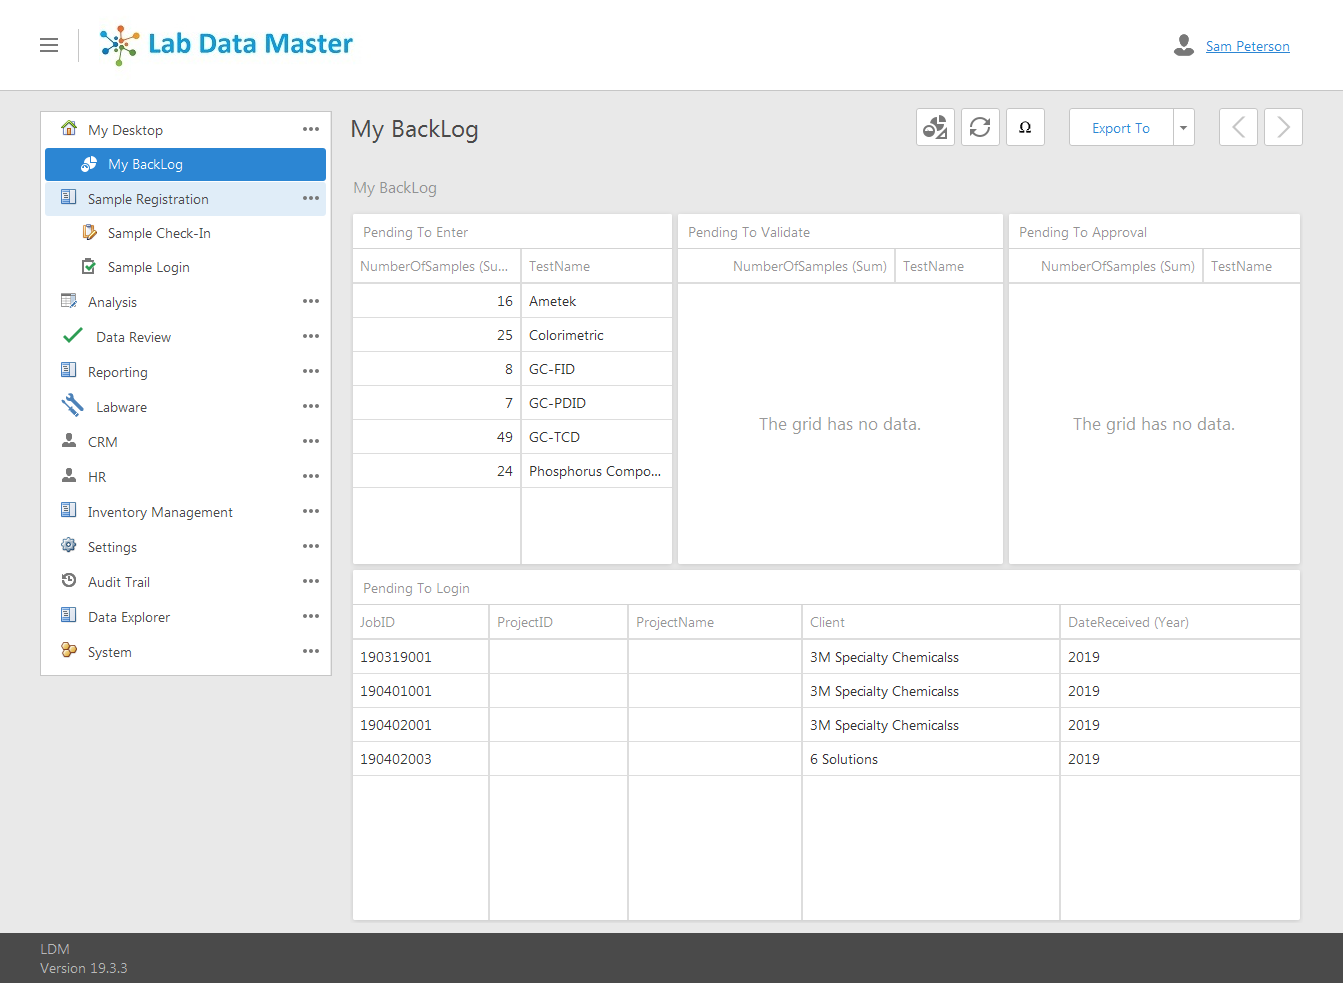 Lab Data Master
Sam Peterson
My Desktop
My BackLog
Sample Registration
Sample Check-In
Sample Login
Analysis
Data Review
Reporting
Labware
CRM
HR
Inventory Management
Settings
Audit Trail
Data Explorer
System
My BackLog
Ω
Export To
My BackLog
Pending To Enter
NumberOfSamples (Su... TestName
16 Ametek
25 Colorimetric
8 GC-FID
7 GC-PDID
49 GC-TCD
24 Phosphorus Compo...
Pending To Validate
NumberOfSamples (Sum) TestName
The grid has no data.
Pending To Approval
NumberOfSamples (Sum) TestName
The grid has no data.
Pending To Login
JobID ProjectID ProjectName Client DateReceived (Year)
190319001 3M Specialty Chemicalss 2019
190401001 3M Specialty Chemicalss 2019
190402001 3M Specialty Chemicalss 2019
190402003 6 Solutions 2019
LDM
Version 19.3.3